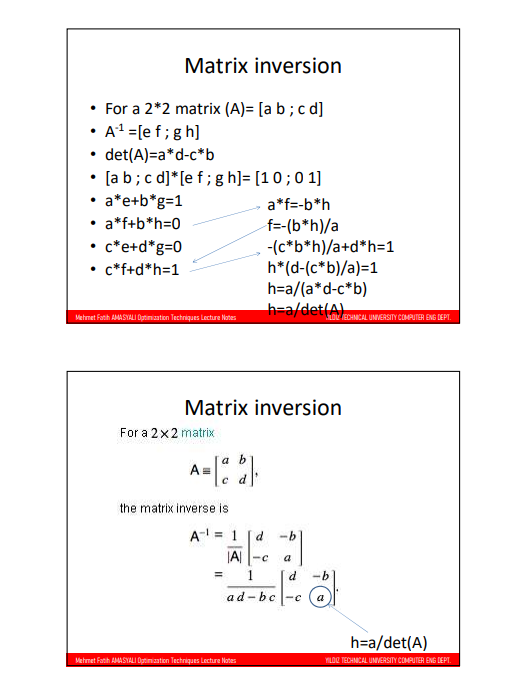 Matrix inversion
• For a 2*2 matrix (A)= [a b ; c d]
• A⁻¹ =[e f ; g h]
• det(A)=a*d-c*b
• [a b ; c d]*[e f ; g h]= [1 0 ; 0 1]
• a*e+b*g=1
• a*f+b*h=0
• c*e+d*g=0
• c*f+d*h=1
a*f=-b*h
f=-(b*h)/a
-(c*b*h)/a+d*h=1
h*(d-(c*b)/a)=1
h=a/(a*d-c*b)
h=a/det(A)
Mehmet Fatih AMASYALI Optimization Techniques Lecture Notes
YILDIZ TECHNICAL UNIVERSITY COMPUTER ENG DEPT.
Matrix inversion
For a 2×2 matrix
A ≡ [a b
c d],
the matrix inverse is
A⁻¹ = 1/|A| [d -b
-c a]
= 1/(a d - b c) [d -b
-c a].
h=a/det(A)
Mehmet Fatih AMASYALI Optimization Techniques Lecture Notes
YILDIZ TECHNICAL UNIVERSITY COMPUTER ENG DEPT.